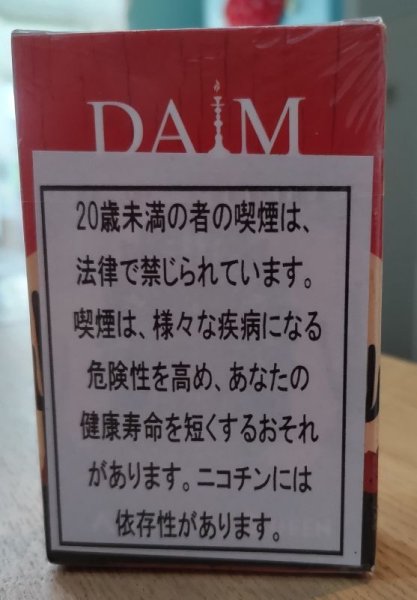 DAIM
20歳未満の者の喫煙は、
法律で禁じられています。
喫煙は、様々な疾病になる
危険性を高め、あなたの
健康寿命を短くするおそれ
があります。ニコチンには
依存性があります。